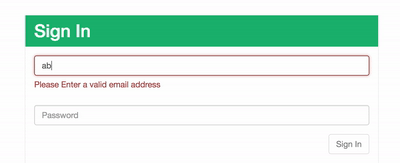 Sign In
ab
Please Enter a valid email address
Password
Sign In